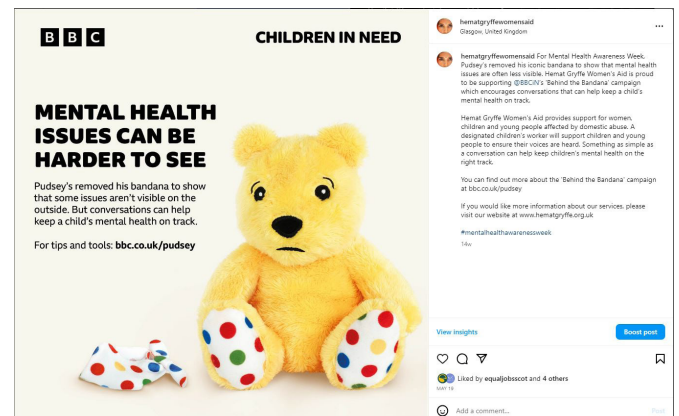 BBC
CHILDREN IN NEED
MENTAL HEALTH
ISSUES CAN BE
HARDER TO SEE
Pudsey's removed his bandana to show
that some issues aren't visible on the
outside. But conversations can help
keep a child's mental health on track.
For tips and tools: bbc.co.uk/pudsey
hematgryffewomensaid
Glasgow, United Kingdom
hematgryffewomensaid For Mental Health Awareness Week,
Pudsey's removed his iconic bandana to show that mental health
issues are often less visible. Hemat Gryffe Women's Aid is proud
to be supporting @BBCiN's 'Behind the Bandana' campaign
which encourages conversations that can help keep a child's
mental health on track.
Hemat Gryffe Women's Aid provides support for women,
children and young people affected by domestic abuse. A
designated children's worker will support children and young
people to ensure their voices are heard. Something as simple as
a conversation can help keep children's mental health on the
right track.
You can find out more about the 'Behind the Bandana' campaign
at bbc.co.uk/pudsey
If you would like more information about our services, please
visit our website at www.hematgryffe.org.uk
#mentalhealthawarenessweek
14w
View insights
Boost post
Liked by equaljobsscot and 4 others
MAY 18
Add a comment...
Post